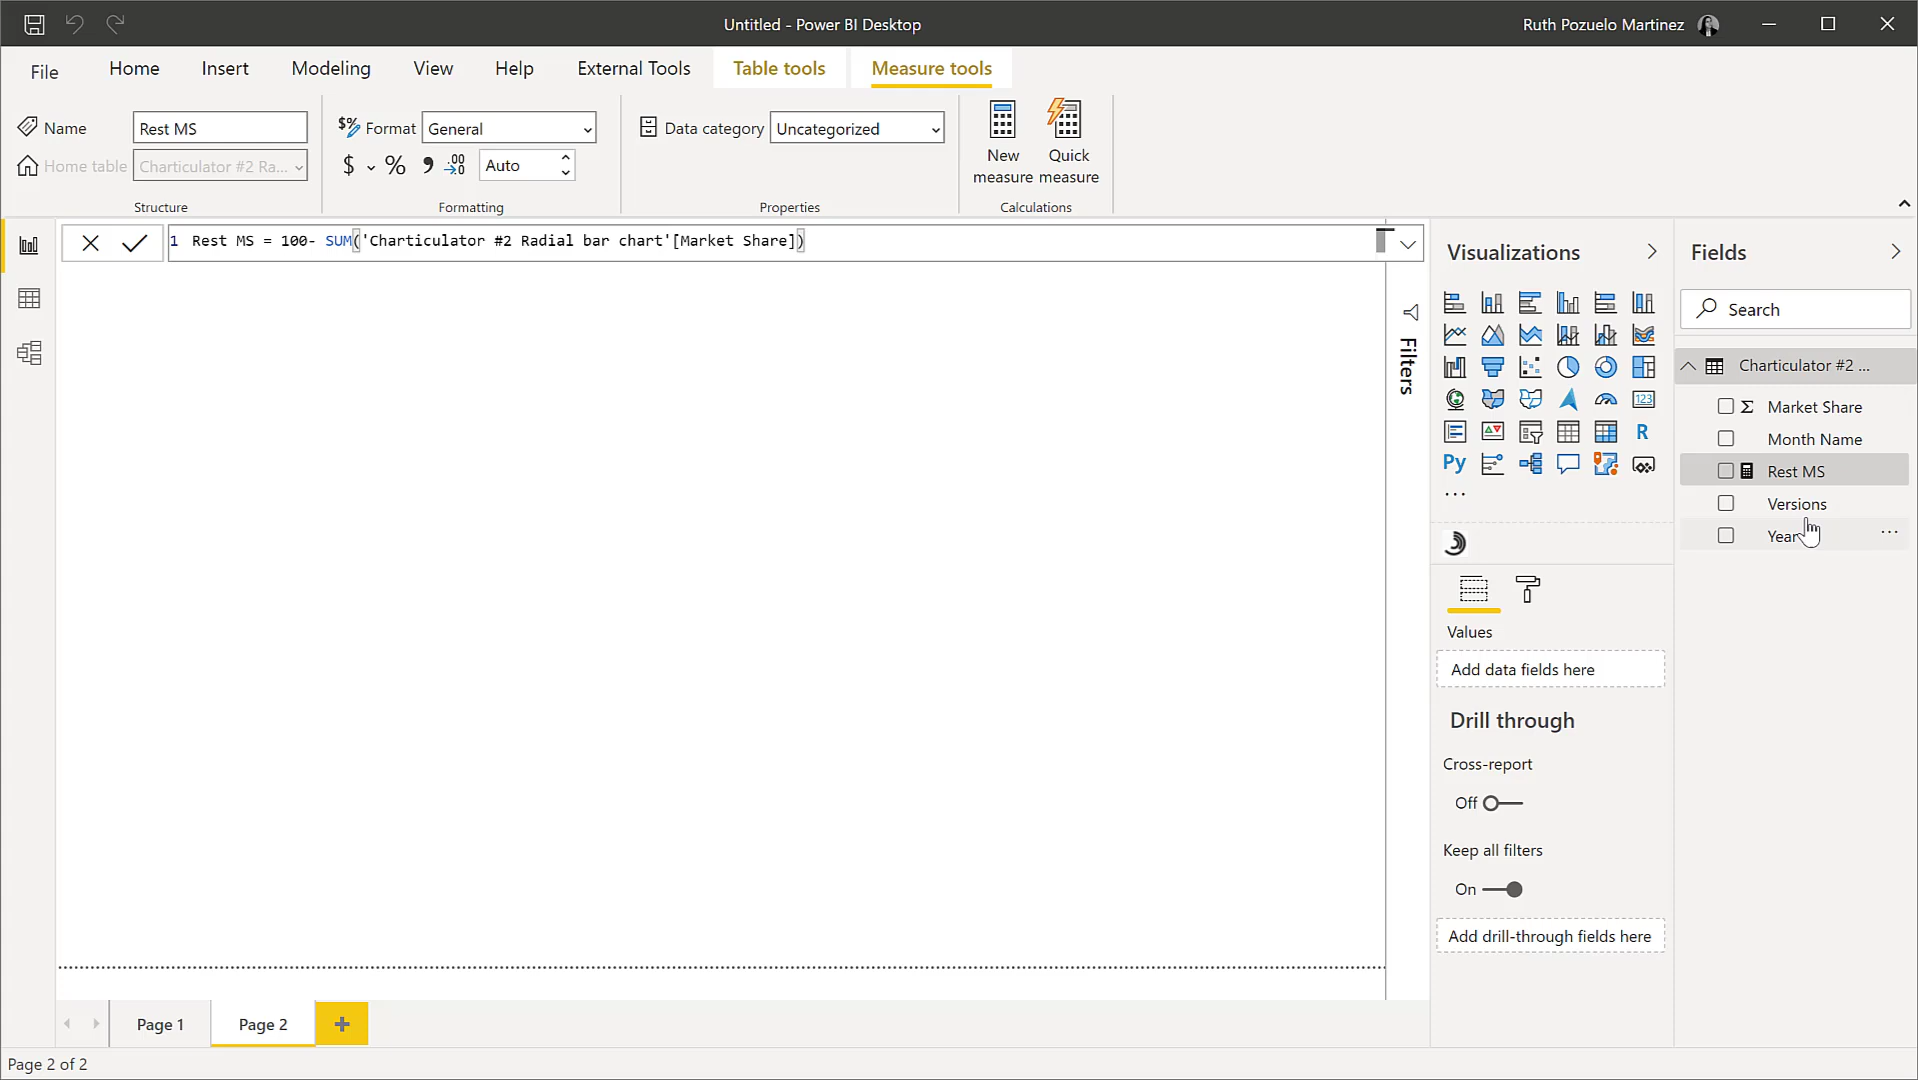 Untitled - Power BI Desktop
Ruth Pozuelo Martinez
File
Home
Insert
Modeling
View
Help
External Tools
Table tools
Measure tools
Name
Rest MS
Home table
Charticulator #2 Ra...
Structure
Format
General
$
%
Auto
Formatting
Data category
Uncategorized
Properties
New measure
Quick measure
Calculations
1 Rest MS = 100- SUM('Charticulator #2 Radial bar chart'[Market Share])
Filters
Visualizations
123
R
Py
...
Values
Add data fields here
Drill through
Cross-report
Off
Keep all filters
On
Add drill-through fields here
Fields
Search
Charticulator #2 ...
Market Share
Month Name
Rest MS
Versions
Year
...
Page 1
Page 2
+
Page 2 of 2